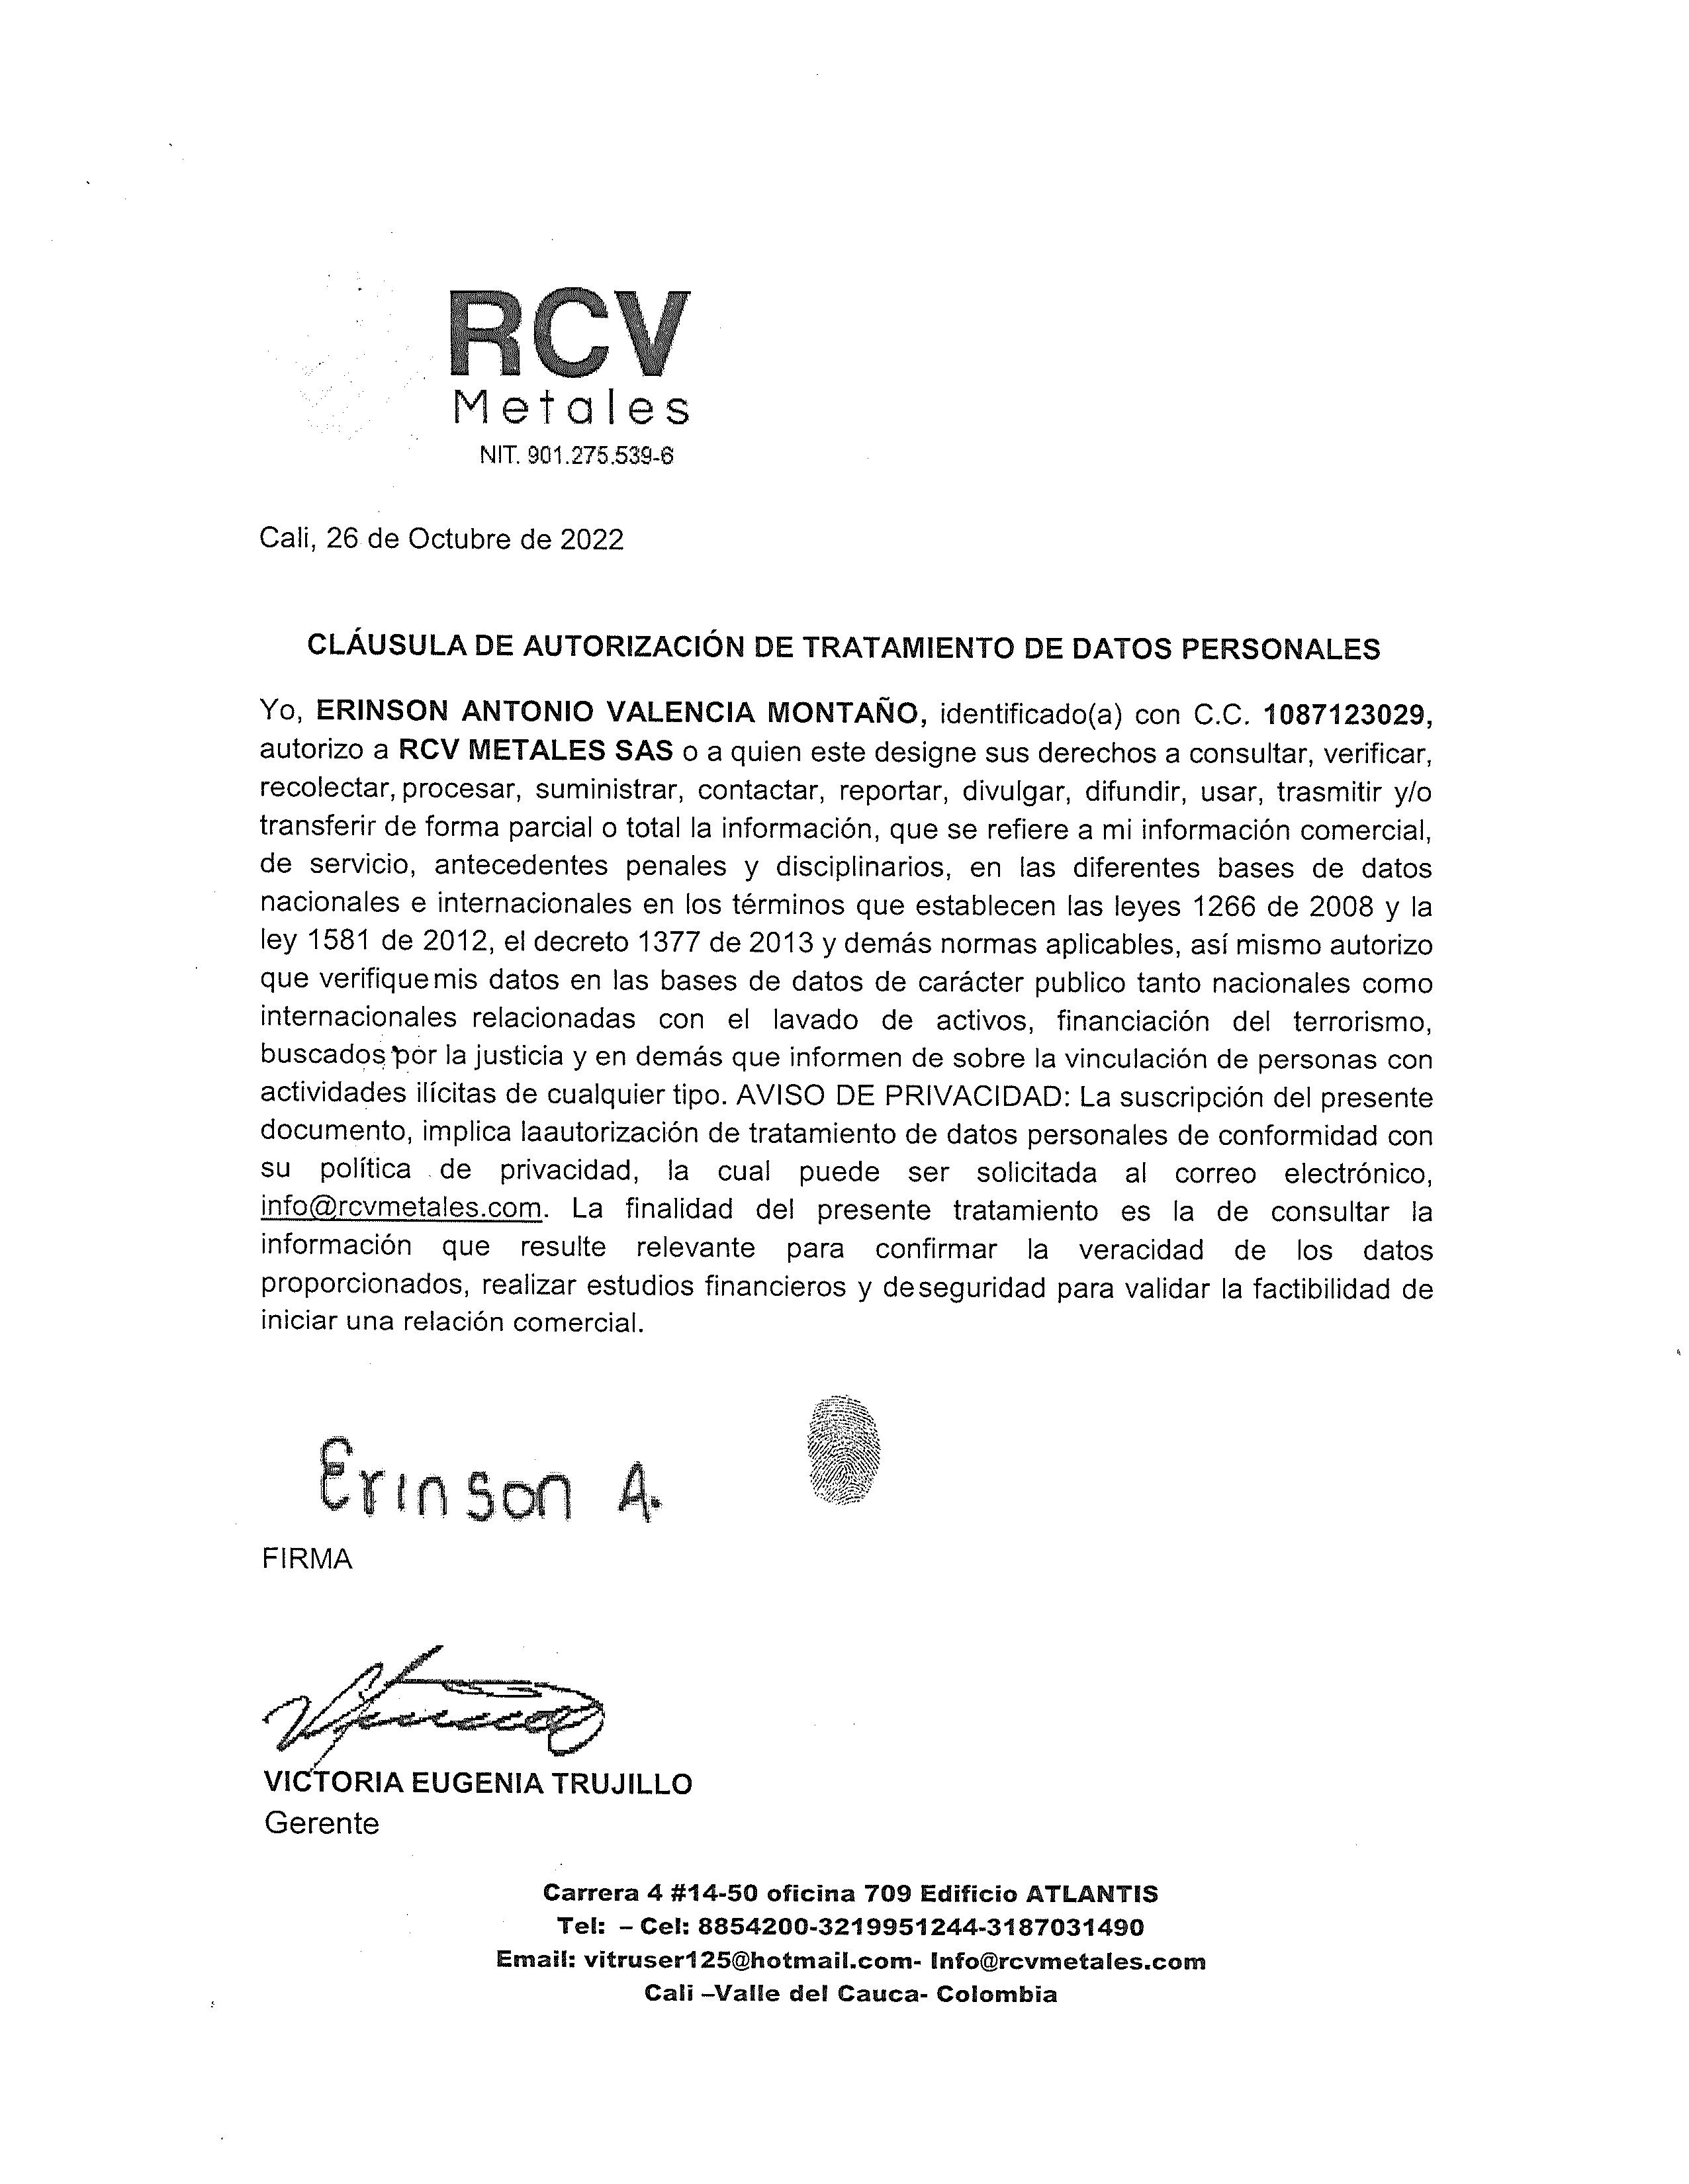 RCV
Metales
NIT. 901.275.539-6
Cali, 26 de Octubre de 2022
CLÁUSULA DE AUTORIZACIÓN DE TRATAMIENTO DE DATOS PERSONALES
Yo, ERINSON ANTONIO VALENCIA MONTAÑO, identificado(a) con C.C. 1087123029,
autorizo a RCV METALES SAS o a quien este designe sus derechos a consultar, verificar,
recolectar, procesar, suministrar, contactar, reportar, divulgar, difundir, usar, trasmitir y/o
transferir de forma parcial o total la información, que se refiere a mi información comercial,
de servicio, antecedentes penales y disciplinarios, en las diferentes bases de datos
nacionales e internacionales en los términos que establecen las leyes 1266 de 2008 y la
ley 1581 de 2012, el decreto 1377 de 2013 y demás normas aplicables, así mismo autorizo
que verifiquemis datos en las bases de datos de carácter publico tanto nacionales como
internacionales relacionadas con el lavado de activos, financiación del terrorismo,
buscados por la justicia y en demás que informen de sobre la vinculación de personas con
actividades ilícitas de cualquier tipo. AVISO DE PRIVACIDAD: La suscripción del presente
documento, implica laautorización de tratamiento de datos personales de conformidad con
su política de privacidad, la cual puede ser solicitada al correo electrónico,
info@rcvmetales.com. La finalidad del presente tratamiento es la de consultar la
información que resulte relevante para confirmar la veracidad de los datos
proporcionados, realizar estudios financieros y deseguridad para validar la factibilidad de
iniciar una relación comercial.
Erinson A.
FIRMA
VICTORIA EUGENIA TRUJILLO
Gerente
Carrera 4 #14-50 oficina 709 Edificio ATLANTIS
Tel: – Cel: 8854200-3219951244-3187031490
Email: vitruser125@hotmail.com- Info@rcvmetales.com
Cali –Valle del Cauca- Colombia